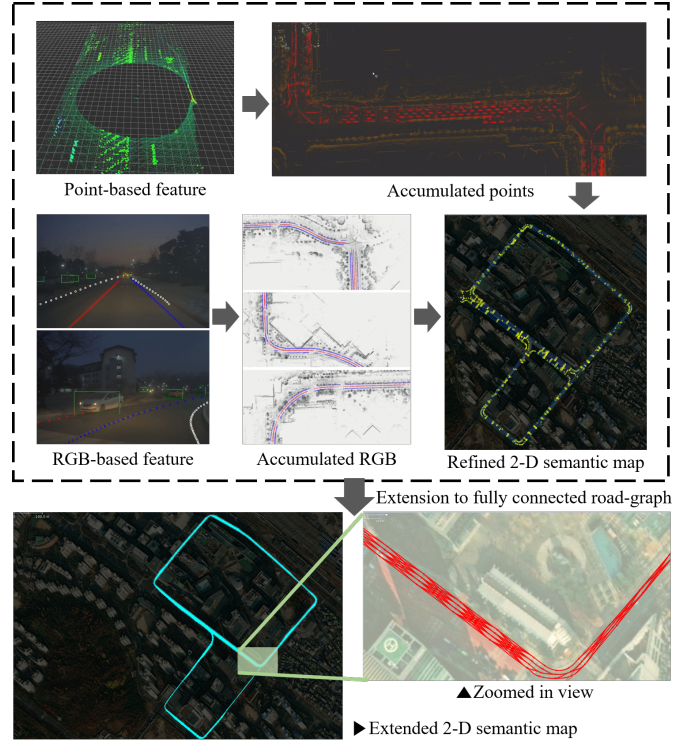 Point-based feature
Accumulated points
RGB-based feature
Accumulated RGB
Refined 2-D semantic map
Extension to fully connected road-graph
▲Zoomed in view
▶Extended 2-D semantic map